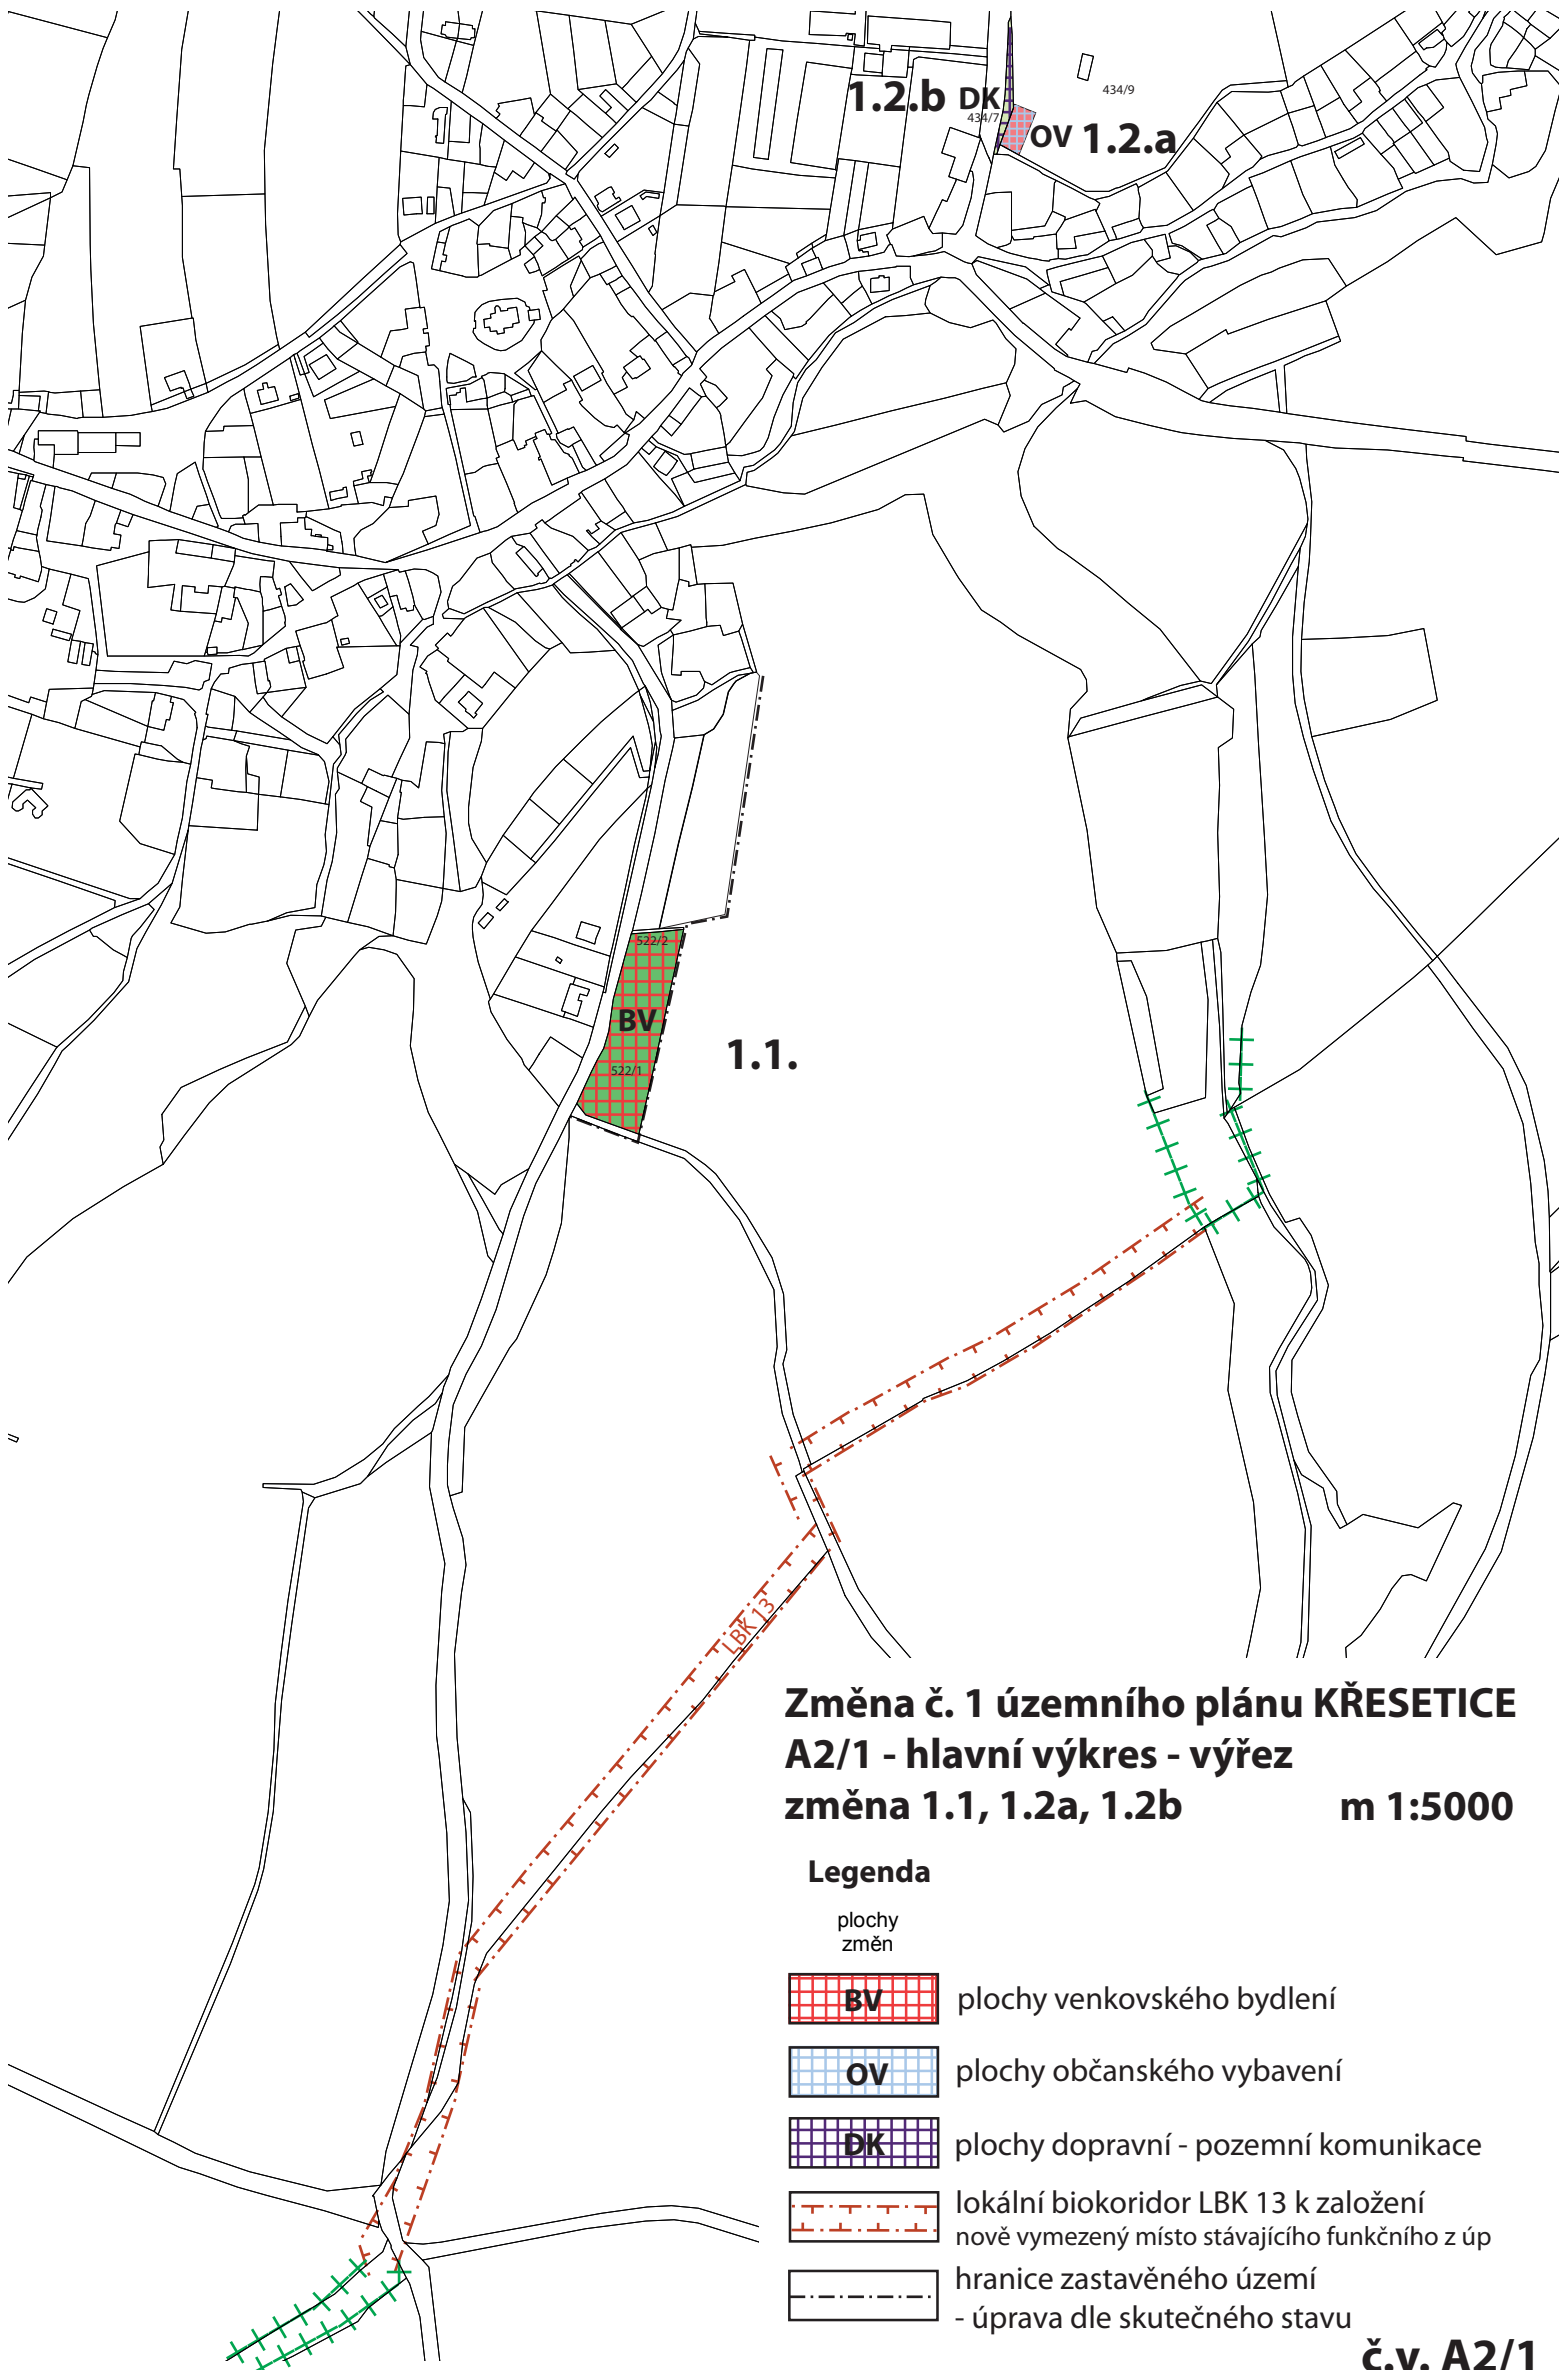 1.2.b DK
434/7
434/9
OV 1.2.a
522/2
BV
522/1
1.1.
LBK 13
Změna č. 1 územního plánu KŘESETICE
A2/1 - hlavní výkres - výřez
změna 1.1, 1.2a, 1.2b m 1:5000
Legenda
plochy
změn
BV plochy venkovského bydlení
OV plochy občanského vybavení
DK plochy dopravní - pozemní komunikace
lokální biokoridor LBK 13 k založení
nově vymezený místo stávajícího funkčního z úp
hranice zastavěného území
- úprava dle skutečného stavu
č.v. A2/1